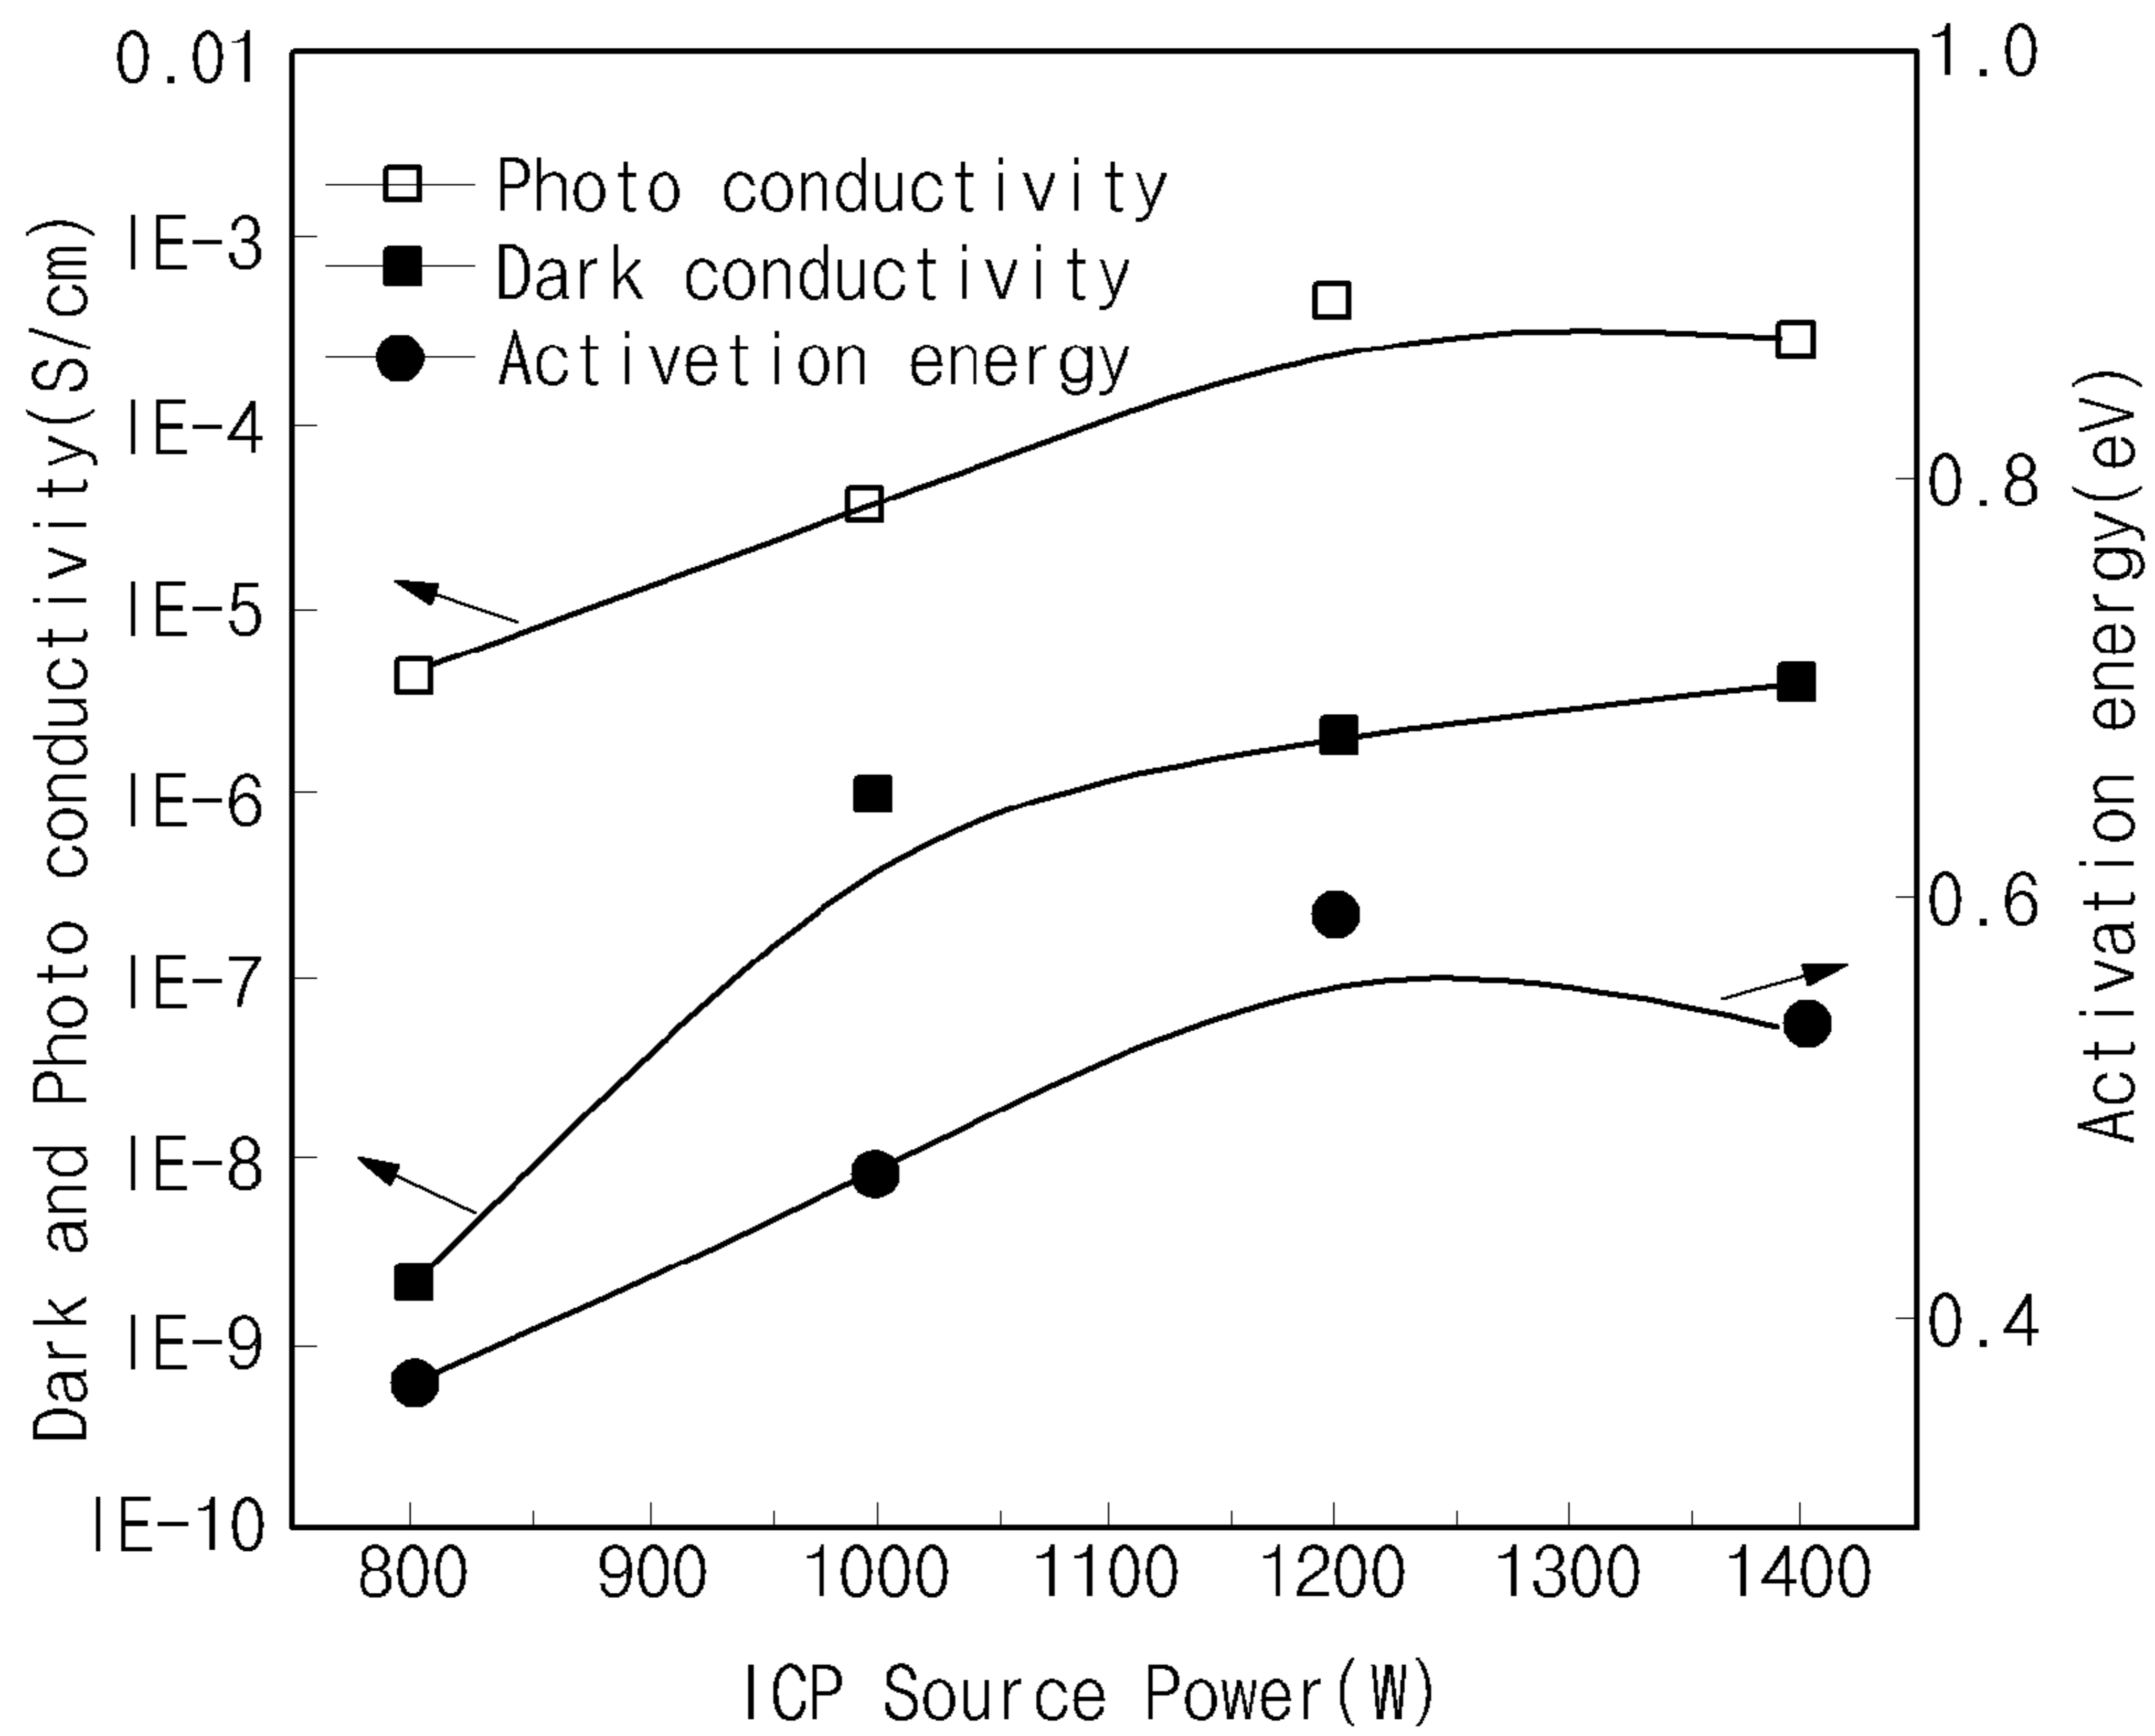 0.01
IE-3
IE-4
IE-5
IE-6
IE-7
IE-8
IE-9
IE-10
Dark and Photo conductivity(S/cm)
Photo conductivity
Dark conductivity
Activetion energy
1.0
0.8
0.6
0.4
Activation energy(eV)
800 900 1000 1100 1200 1300 1400
ICP Source Power(W)